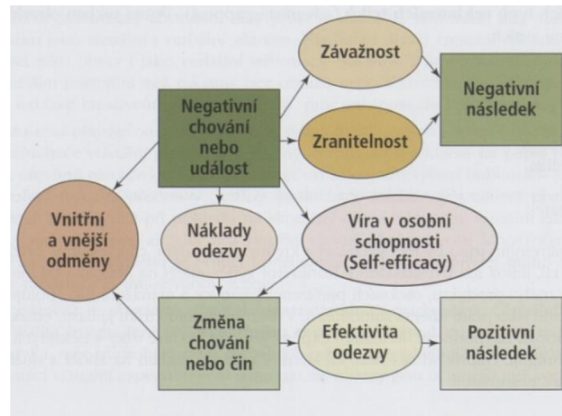 Závažnost
Negativní
chování nebo
událost
Negativní
následek
Zranitelnost
Vnitřní
a vnější
odměny
Náklady
odezvy
Víra v osobní
schopnosti
(Self-efficacy)
Změna
chování
nebo čin
Efektivita
odezvy
Pozitivní
následek